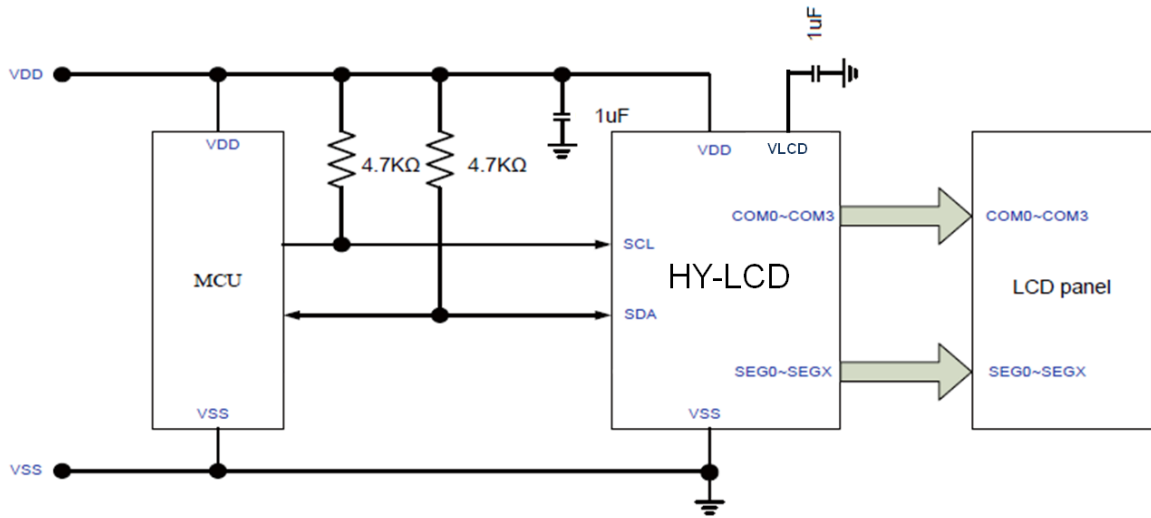 1uF
VDD
1uF
VDD
4.7KΩ
4.7KΩ
VDD
VLCD
COM0~COM3
COM0~COM3
SCL
MCU
HY-LCD
LCD panel
SDA
SEG0~SEGX
SEG0~SEGX
VSS
VSS
VSS